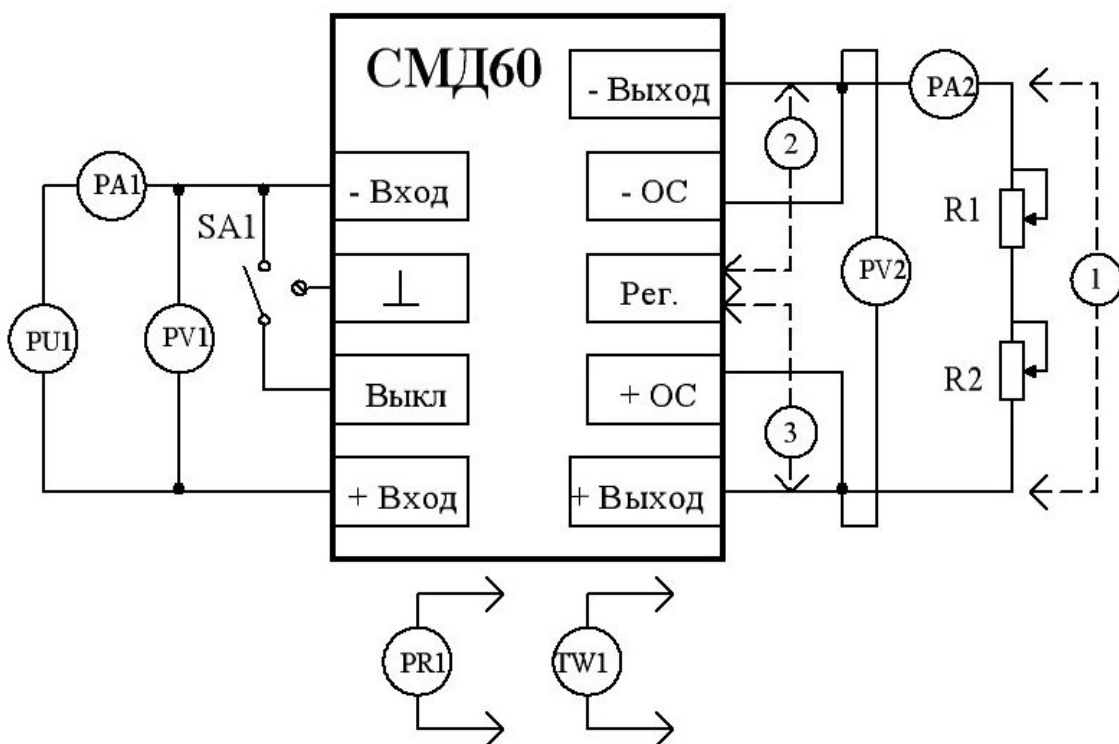 СМД60
- Выход
PA2
2
PA1
- Вход
- ОС
SA1
R1
⊥
Рег.
PV2
1
PU1
PV1
Выкл
+ ОС
R2
3
+ Вход
+ Выход
PR1
TW1